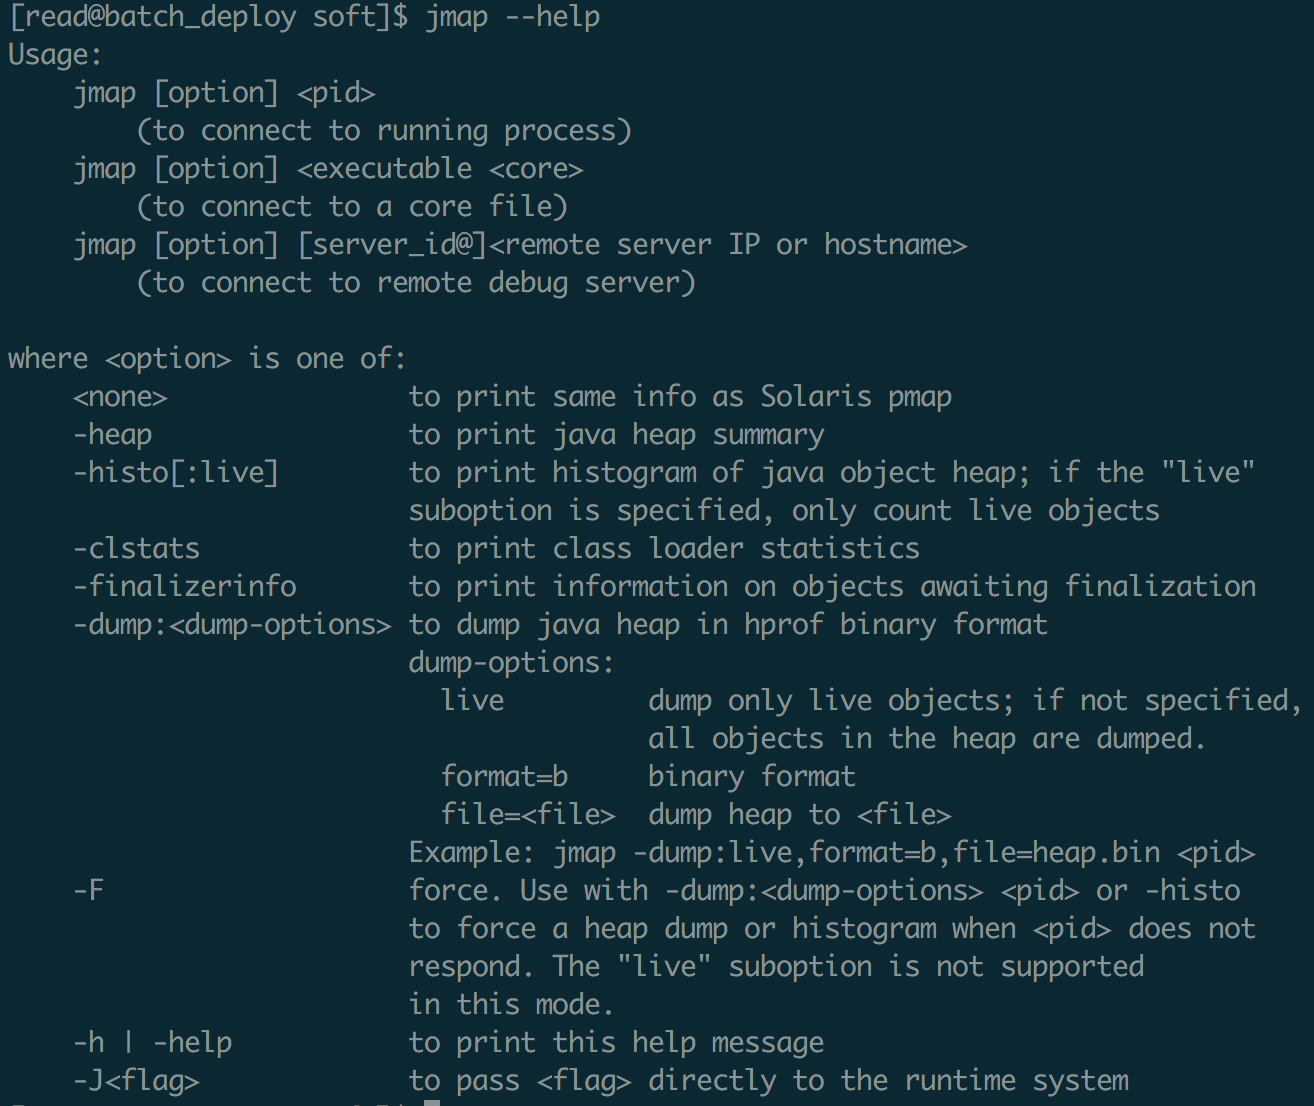 [read@batch_deploy soft]$ jmap --help
Usage:
    jmap [option] <pid>
        (to connect to running process)
    jmap [option] <executable <core>
        (to connect to a core file)
    jmap [option] [server_id@]<remote server IP or hostname>
        (to connect to remote debug server)

where <option> is one of:
    <none>               to print same info as Solaris pmap
    -heap                to print java heap summary
    -histo[:live]        to print histogram of java object heap; if the "live"
                         suboption is specified, only count live objects
    -clstats             to print class loader statistics
    -finalizerinfo       to print information on objects awaiting finalization
    -dump:<dump-options> to dump java heap in hprof binary format
                         dump-options:
                           live         dump only live objects; if not specified,
                                        all objects in the heap are dumped.
                           format=b     binary format
                           file=<file>  dump heap to <file>
                         Example: jmap -dump:live,format=b,file=heap.bin <pid>
    -F                   force. Use with -dump:<dump-options> <pid> or -histo
                         to force a heap dump or histogram when <pid> does not
                         respond. The "live" suboption is not supported
                         in this mode.
    -h | -help           to print this help message
    -J<flag>             to pass <flag> directly to the runtime system